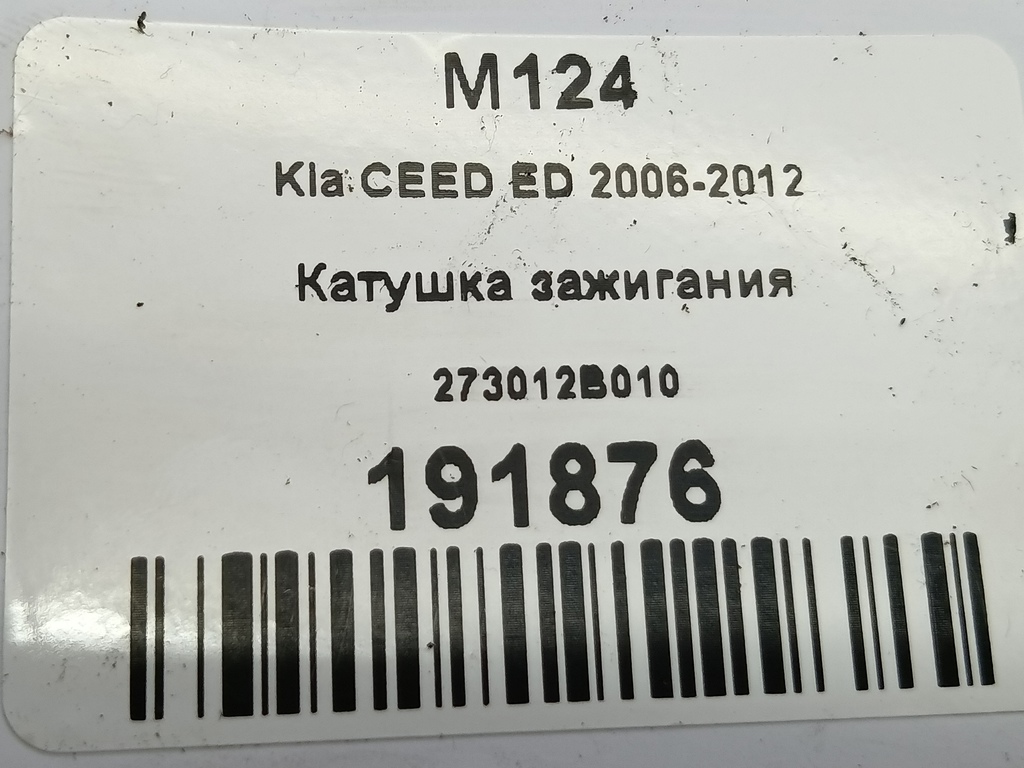 M124
Kia CEED ED 2006-2012
Катушка зажигания
273012B010
191876